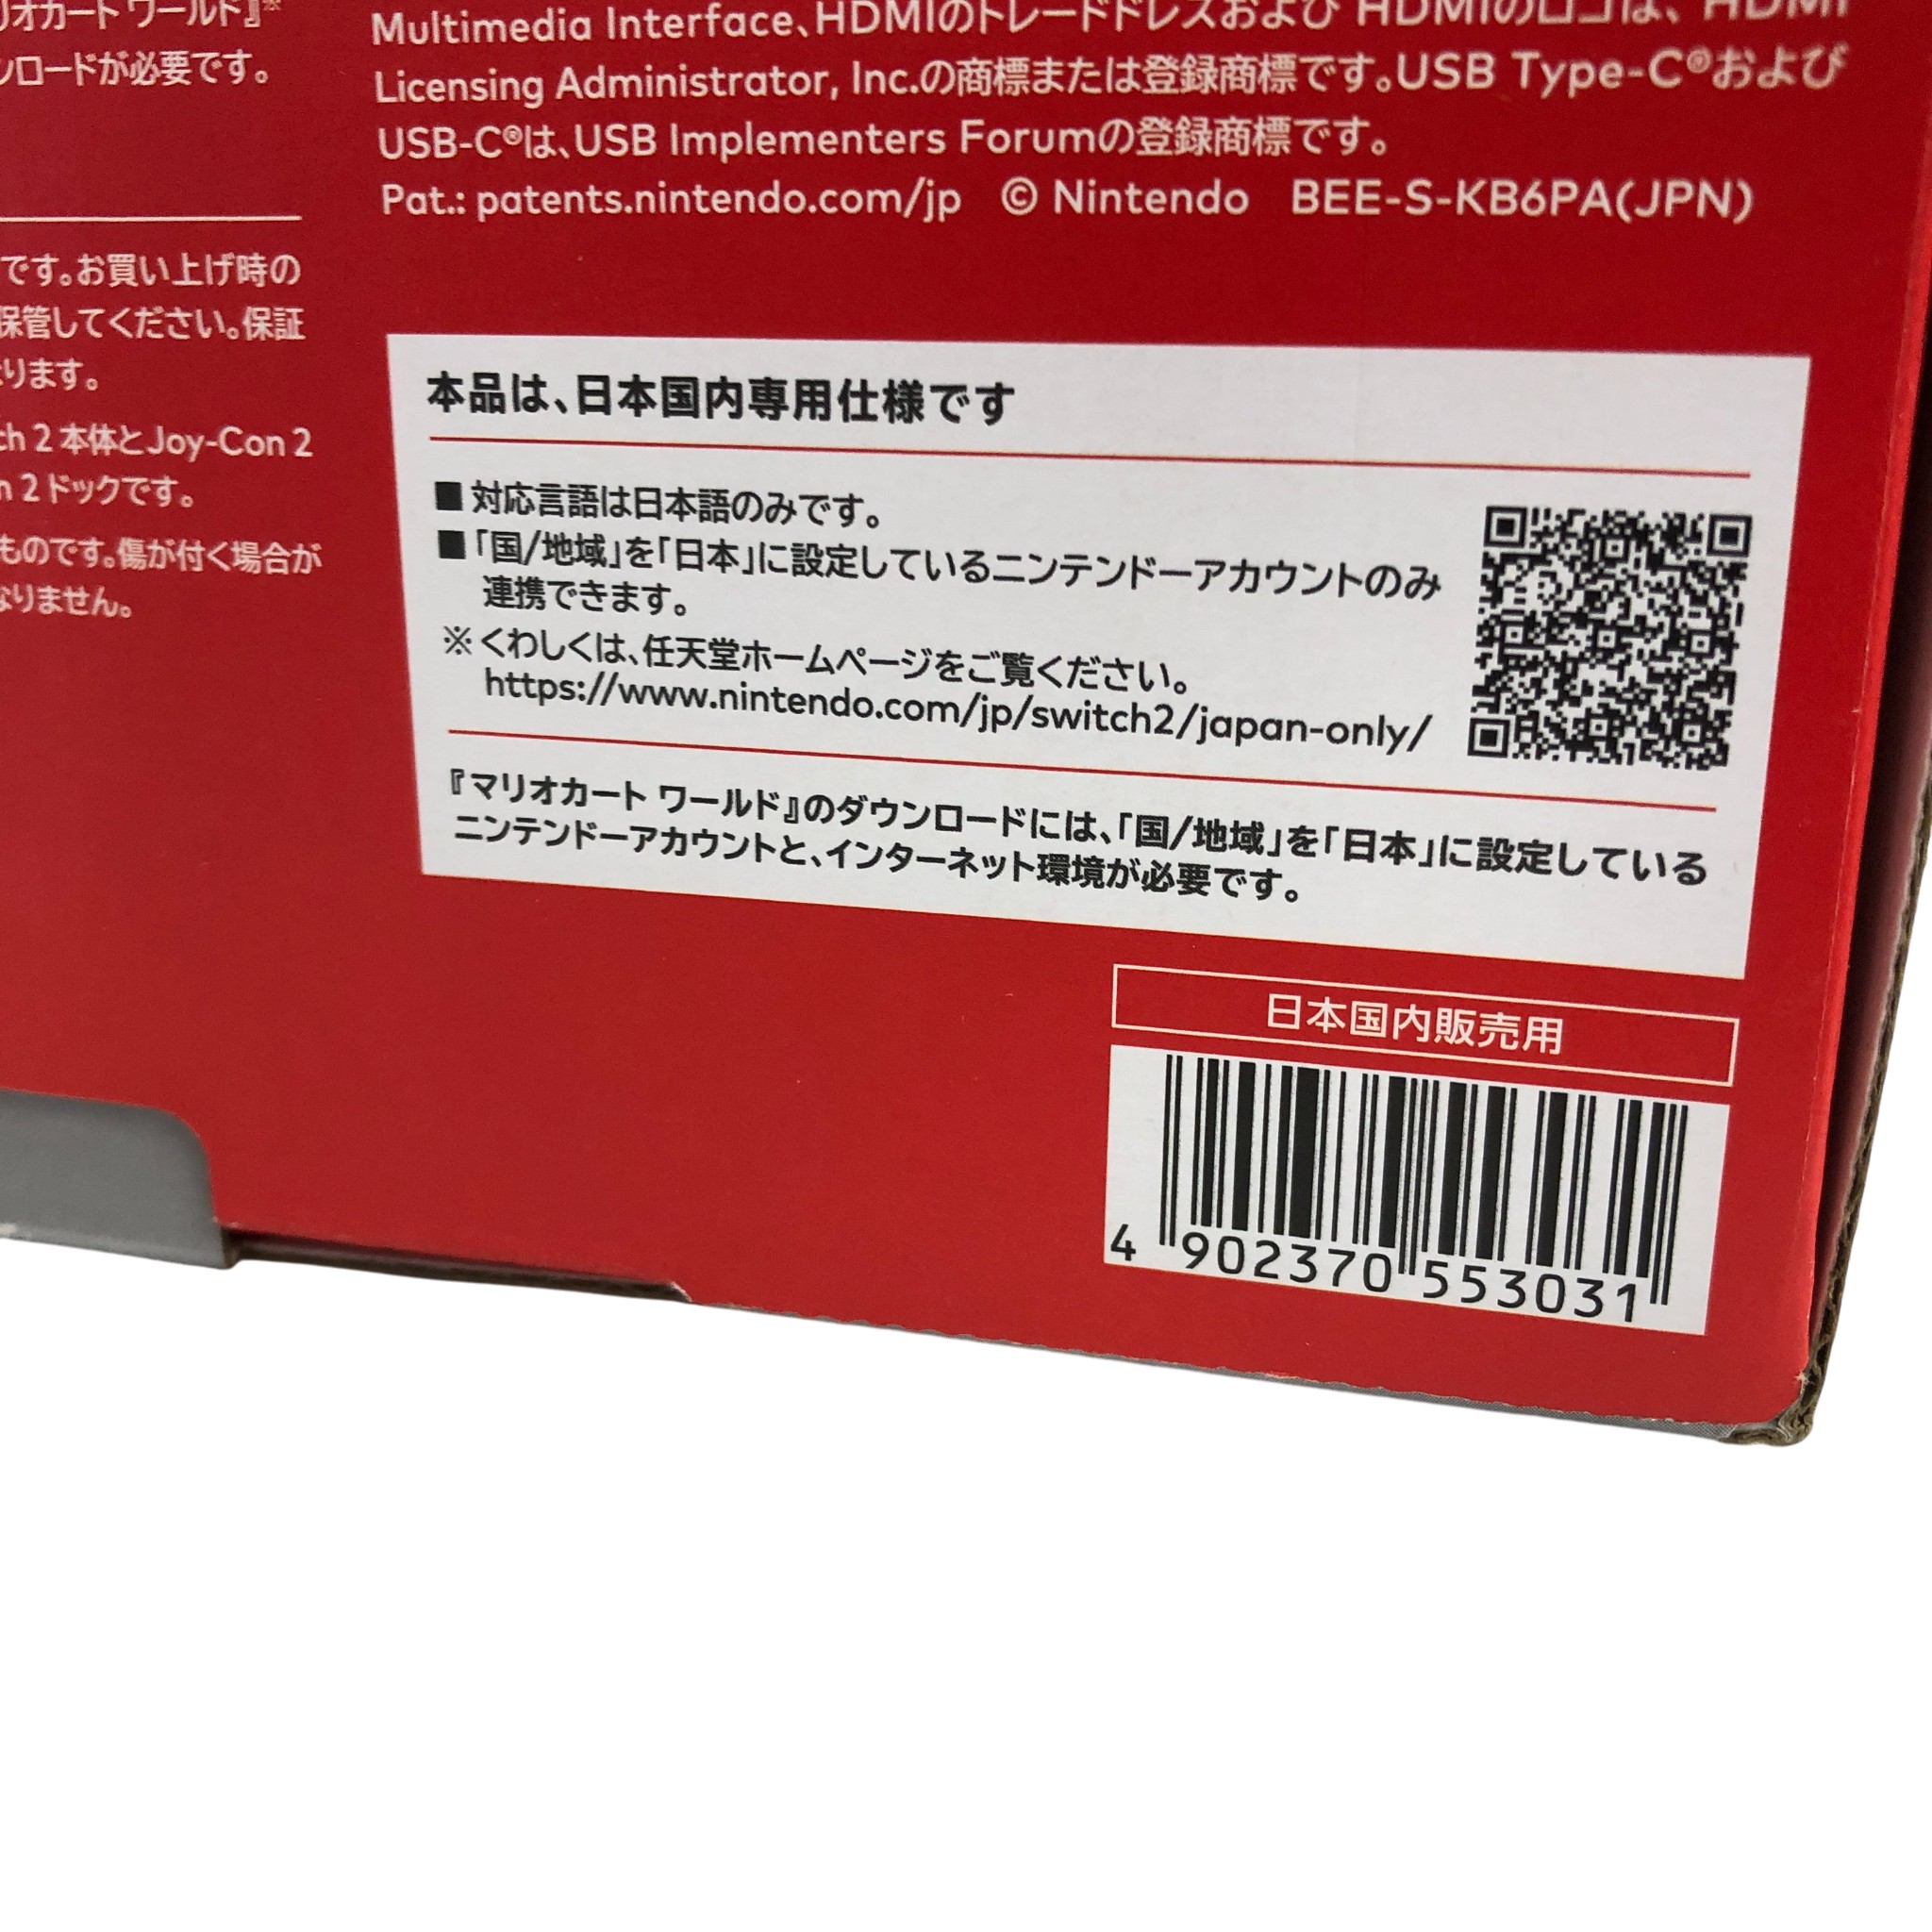 リオカート ワールド』※
ンロードが必要です。
です。お買い上げ時の
保管してください。保証
ります。
ch 2 本体とJoy-Con 2
n 2 ドックです。
ものです。傷が付く場合が
なりません。
Multimedia Interface、HDMIのトレードドレスおよび HDMIのロゴは、HDMI
Licensing Administrator, Inc.の商標または登録商標です。USB Type-C®および
USB-C®は、USB Implementers Forumの登録商標です。
Pat.: patents.nintendo.com/jp © Nintendo BEE-S-KB6PA(JPN)
本品は、日本国内専用仕様です
■ 対応言語は日本語のみです。
■「国/地域」を「日本」に設定しているニンテンドーアカウントのみ
連携できます。
※ くわしくは、任天堂ホームページをご覧ください。
https://www.nintendo.com/jp/switch2/japan-only/
『マリオカート ワールド』のダウンロードには、「国/地域」を「日本」に設定している
ニンテンドーアカウントと、インターネット環境が必要です。
日本国内販売用
4 902370 553031